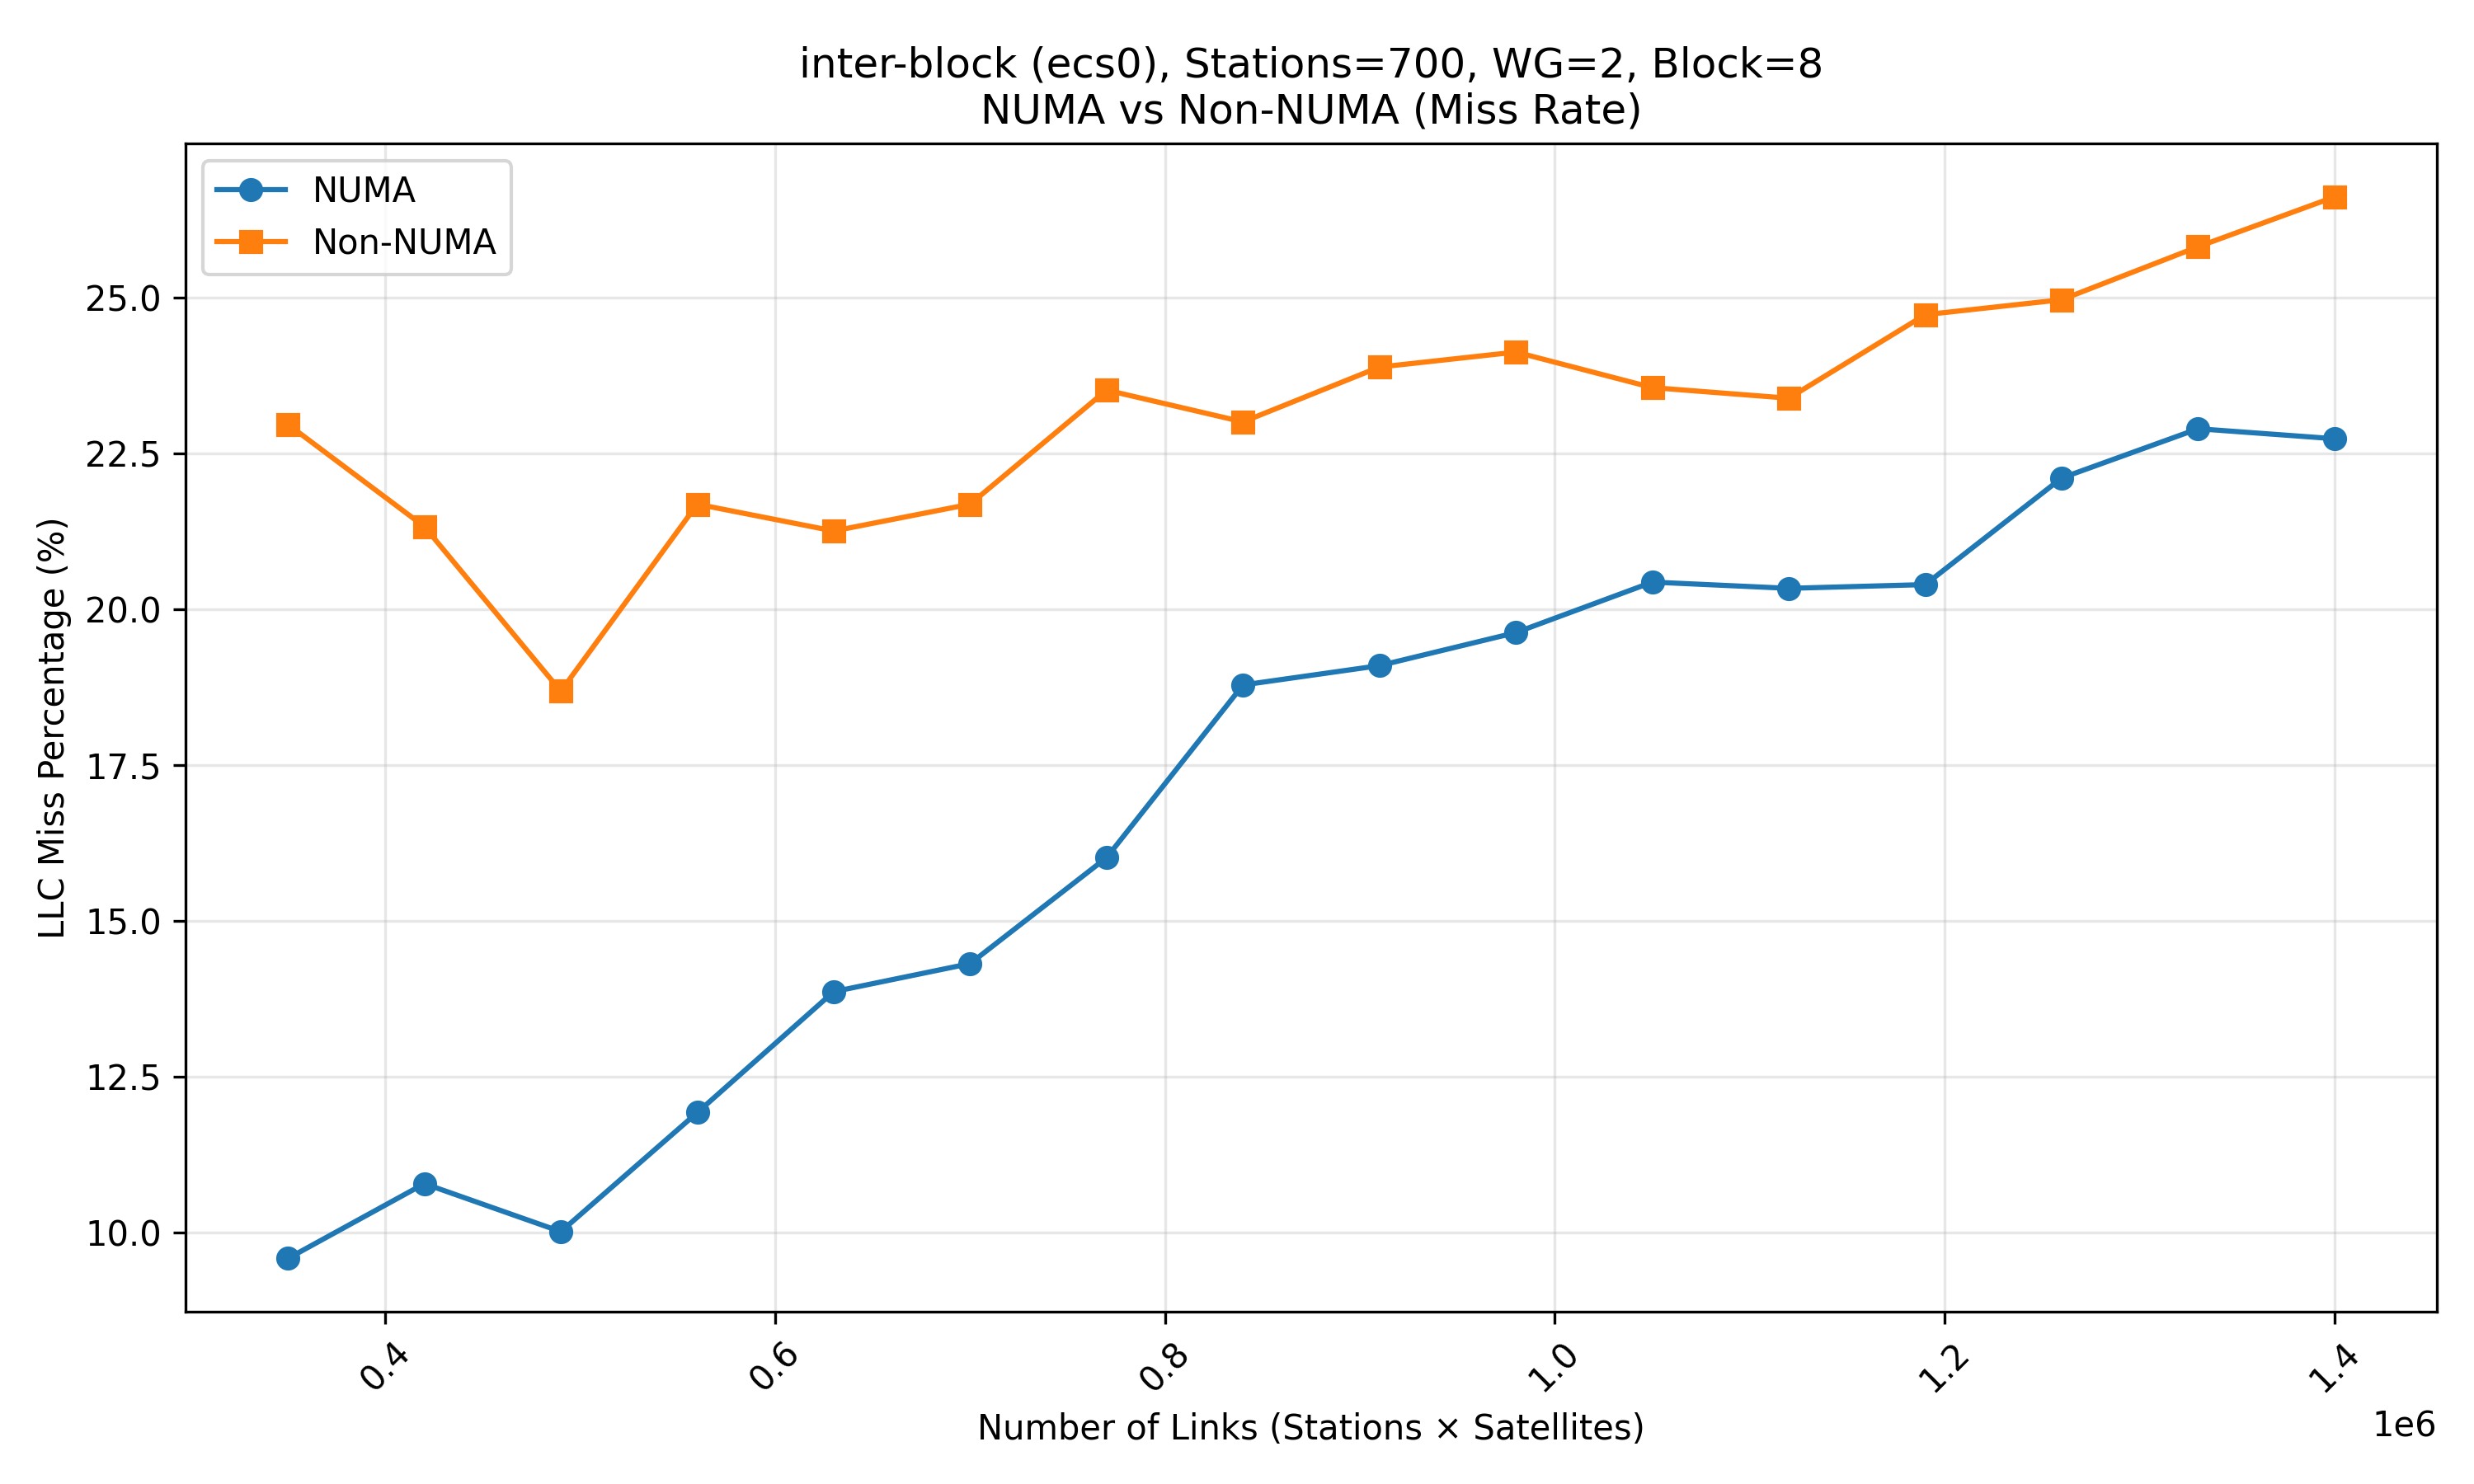 inter-block (ecs0), Stations=700, WG=2, Block=8
NUMA vs Non-NUMA (Miss Rate)
NUMA
Non-NUMA
LLC Miss Percentage (%)
25.0
22.5
20.0
17.5
15.0
12.5
10.0
0.4
0.6
0.8
1.0
1.2
1.4
1e6
Number of Links (Stations × Satellites)